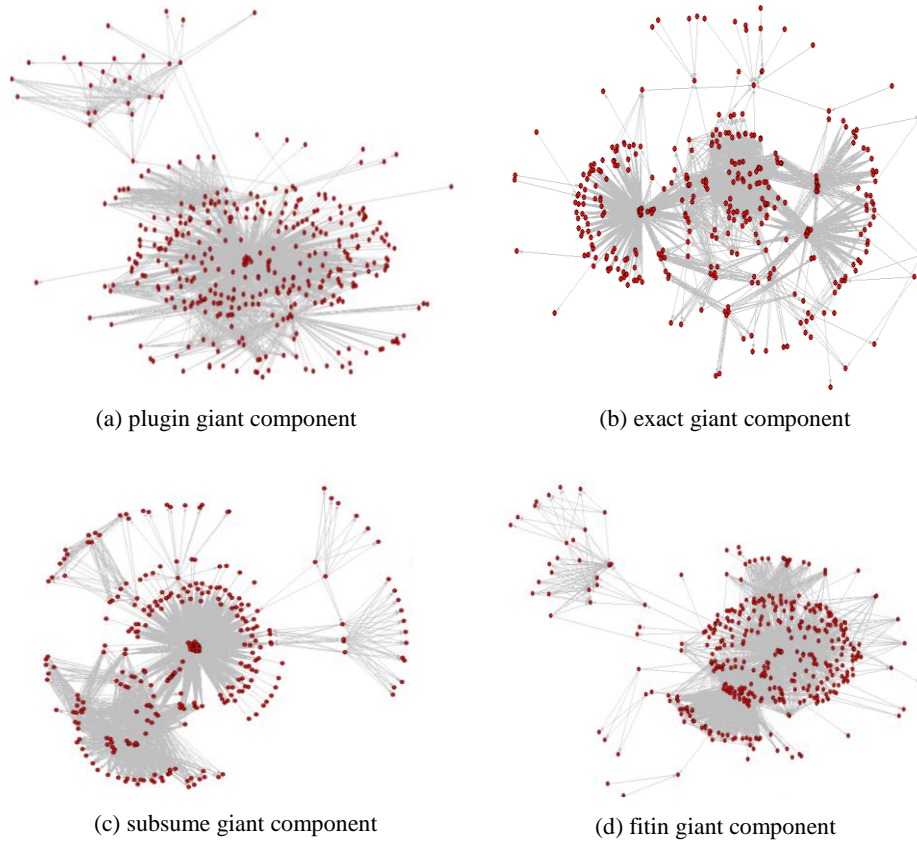 (a) plugin giant component
(b) exact giant component
(c) subsume giant component
(d) fitin giant component